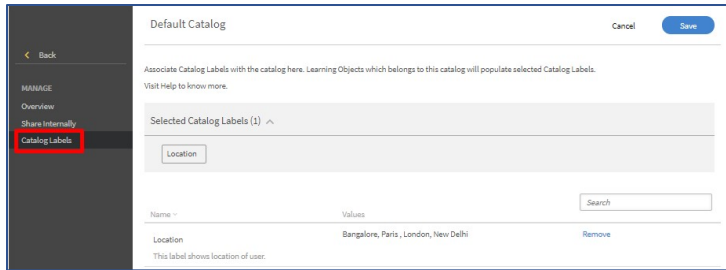 Default Catalog
Cancel
Save
Back
MANAGE
Overview
Share Internally
Catalog Labels
Associate Catalog Labels with the catalog here. Learning Objects which belongs to this catalog will populate selected Catalog Labels.
Visit Help to know more.
Selected Catalog Labels (1)
Location
Search
Name
Values
Location
Bangalore, Paris , London, New Delhi
Remove
This label shows location of user.